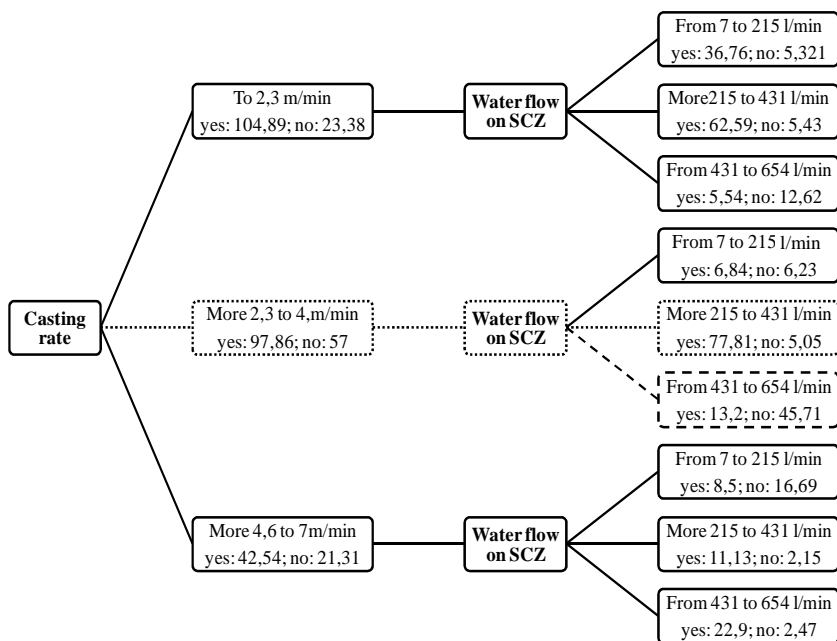 From 7 to 215 l/min
yes: 36,76; no: 5,321
To 2,3 m/min
yes: 104,89; no: 23,38
Water flow
on SCZ
More215 to 431 l/min
yes: 62,59; no: 5,43
From 431 to 654 l/min
yes: 5,54; no: 12,62
From 7 to 215 l/min
yes: 6,84; no: 6,23
Casting
rate
More 2,3 to 4,m/min
yes: 97,86; no: 57
Water flow
on SCZ
More 215 to 431 l/min
yes: 77,81; no: 5,05
From 431 to 654 l/min
yes: 13,2; no: 45,71
From 7 to 215 l/min
yes: 8,5; no: 16,69
More 4,6 to 7m/min
yes: 42,54; no: 21,31
Water flow
on SCZ
More 215 to 431 l/min
yes: 11,13; no: 2,15
From 431 to 654 l/min
yes: 22,9; no: 2,47